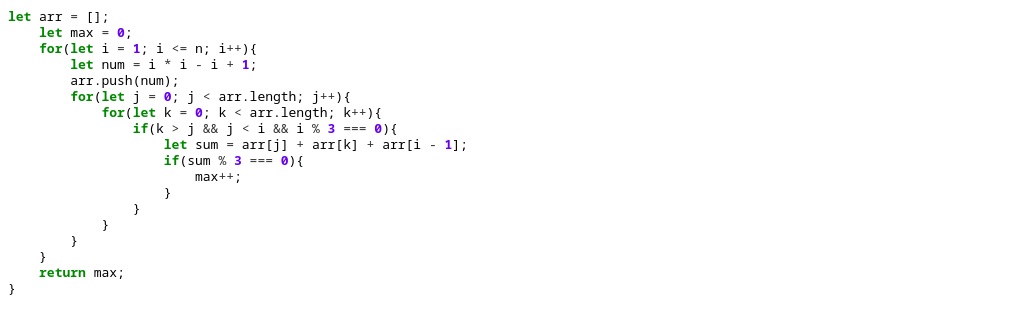 let arr = [];
    let max = 0;
    for(let i = 1; i <= n; i++){
        let num = i * i - i + 1;
        arr.push(num);
        for(let j = 0; j < arr.length; j++){
            for(let k = 0; k < arr.length; k++){
                if(k > j && j < i && i % 3 === 0){
                    let sum = arr[j] + arr[k] + arr[i - 1];
                    if(sum % 3 === 0){
                        max++;
                    }
                }
            }
        }
    }
    return max;
}